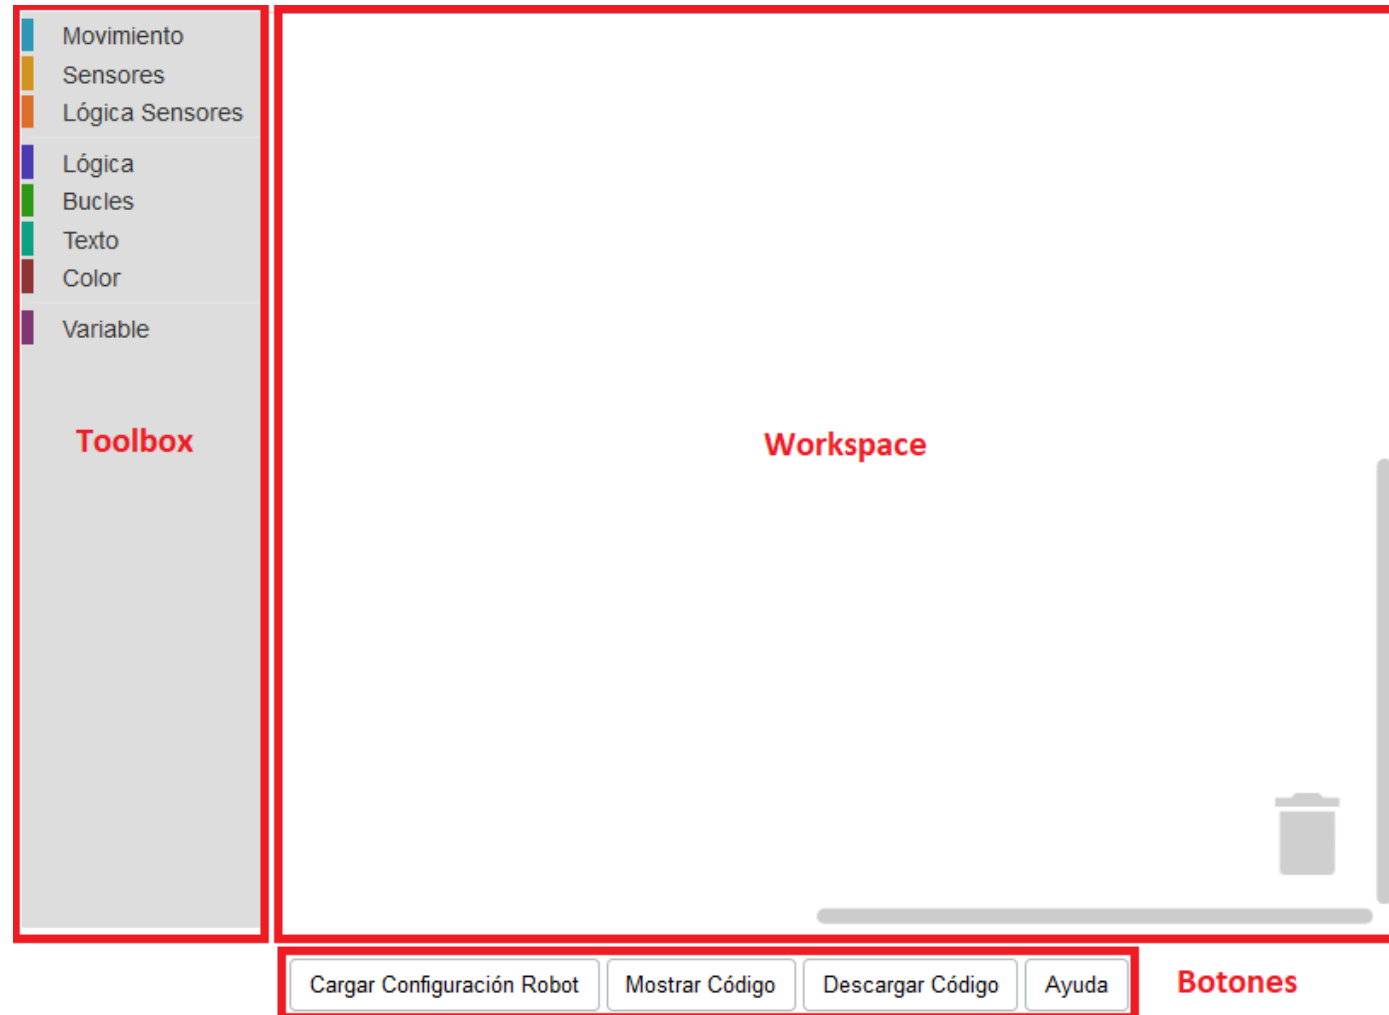 Movimiento
Sensores
Lógica Sensores
Lógica
Bucles
Texto
Color
Variable
Toolbox
Workspace
Cargar Configuración Robot
Mostrar Código
Descargar Código
Ayuda
Botones